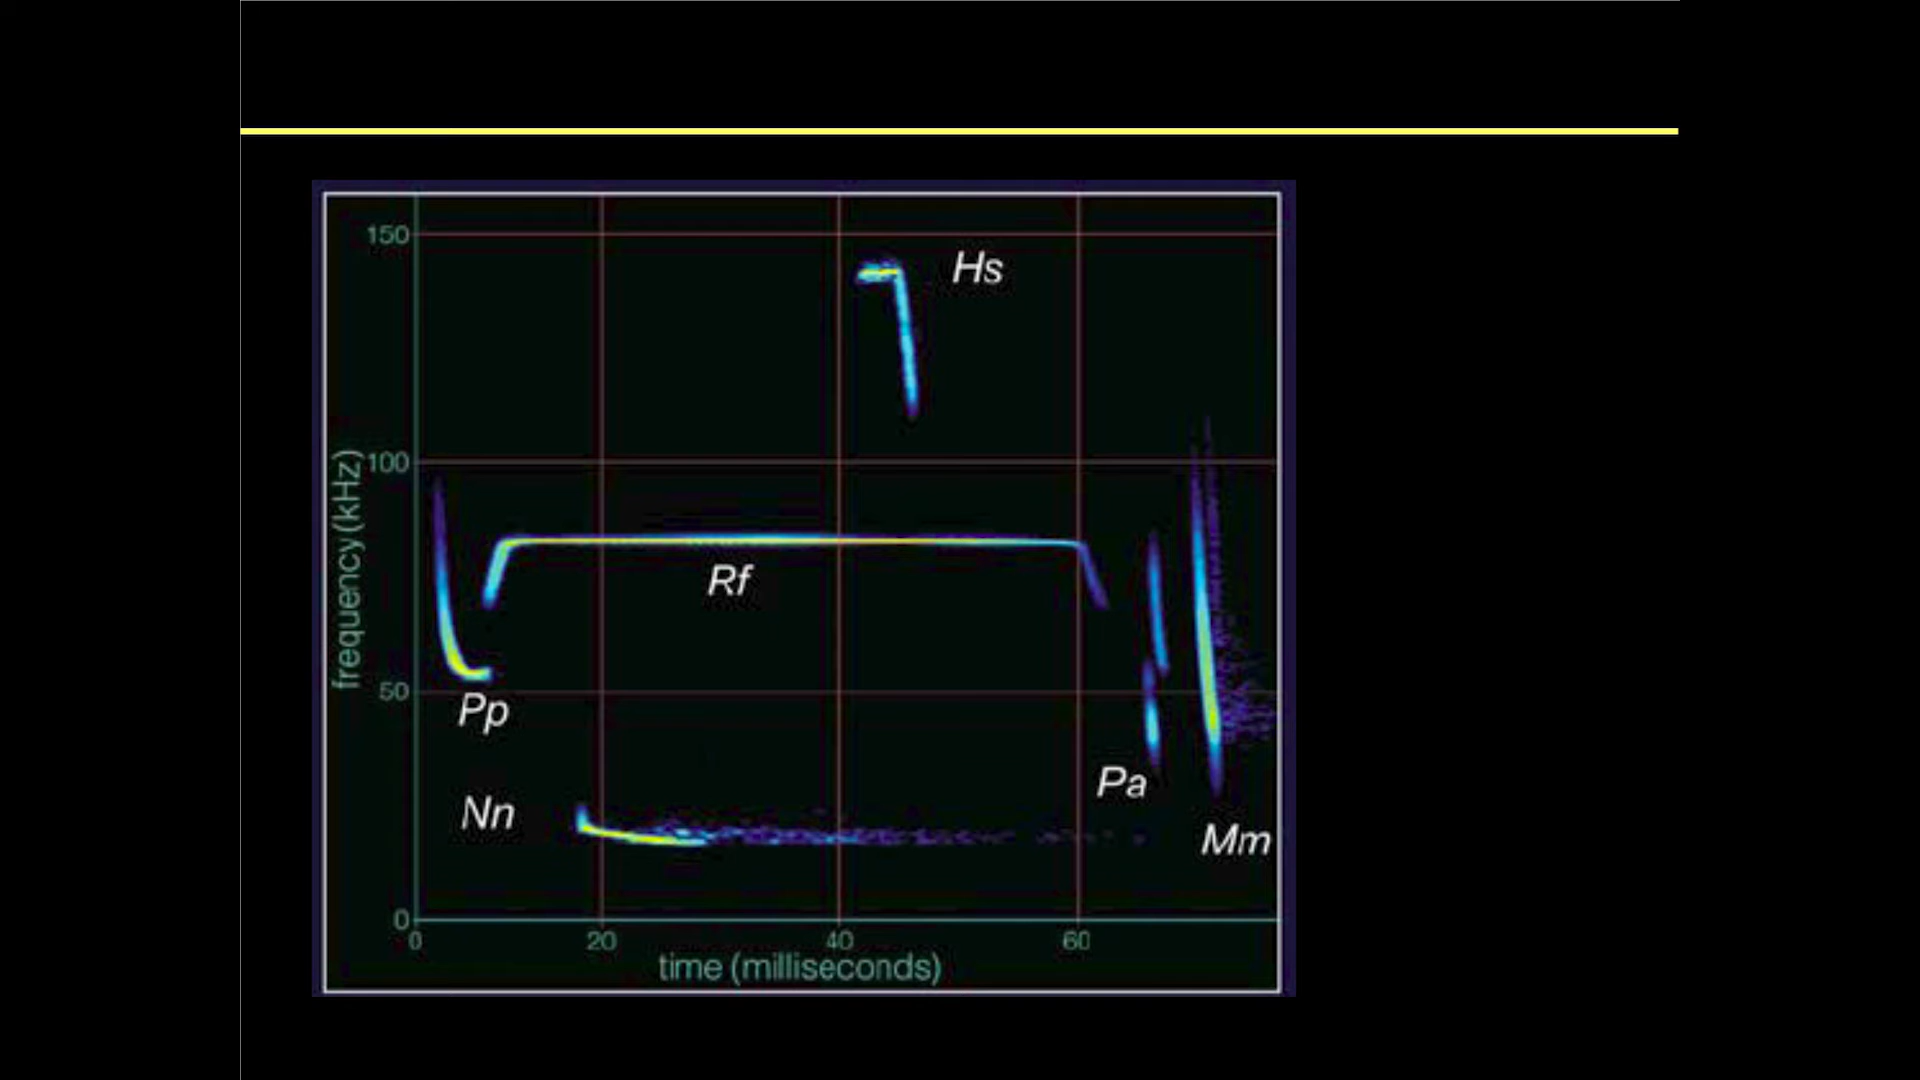 150
Hs
100
frequency(kHz)
Rf
50
Pp
Pa
Nn
Mm
0
0 20 40 60
time (milliseconds)